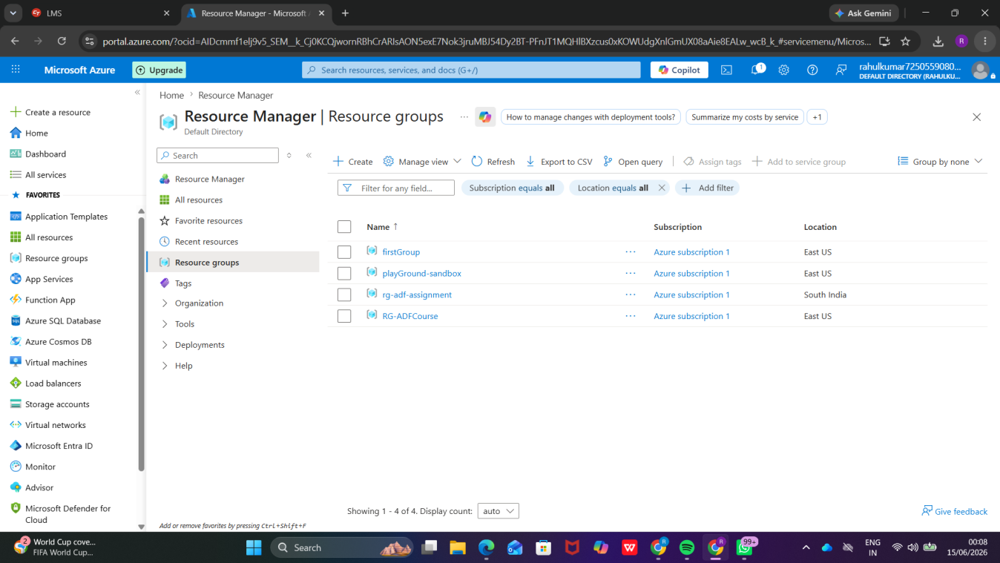 LMS
Resource Manager - Microsoft
Ask Gemini
portal.azure.com/?ocid=AIDcmmf1elj9v5_SEM__k_Cj0KCQjwornRBhCrARIsAON5exE7Nok3jruMBJ54Dy2BT-PFnJT1MQHlBXzcus0xKOWUdgXnlGmUX08aAie8EALw_wcB_k_#servicemenu/Micros...
R
Microsoft Azure
Upgrade
Search resources, services, and docs (G+/)
Copilot
1
rahulkumar7250559080...
DEFAULT DIRECTORY (RAHULKU...
Create a resource
Home
Dashboard
All services
FAVORITES
Application Templates
All resources
Resource groups
App Services
Function App
Azure SQL Database
Azure Cosmos DB
Virtual machines
Load balancers
Storage accounts
Virtual networks
Microsoft Entra ID
Monitor
Advisor
Microsoft Defender for
Cloud
Home > Resource Manager
Resource Manager | Resource groups
...
How to manage changes with deployment tools?
Summarize my costs by service
+1
Default Directory
Search
Resource Manager
All resources
Favorite resources
Recent resources
Resource groups
Tags
Organization
Tools
Deployments
Help
Add or remove favorites by pressing Ctrl+Shift+F
Create
Manage view
Refresh
Export to CSV
Open query
Assign tags
Add to service group
Group by none
Filter for any field...
Subscription equals all
Location equals all
Add filter
Name ↑ Subscription Location
firstGroup ... Azure subscription 1 East US
playGround-sandbox ... Azure subscription 1 East US
rg-adf-assignment ... Azure subscription 1 South India
RG-ADFCourse ... Azure subscription 1 East US
Showing 1 - 4 of 4. Display count: auto
Give feedback
2
World Cup cove...
FIFA World Cup...
Search
R
R
99+
ENG
IN
00:08
15/06/2026